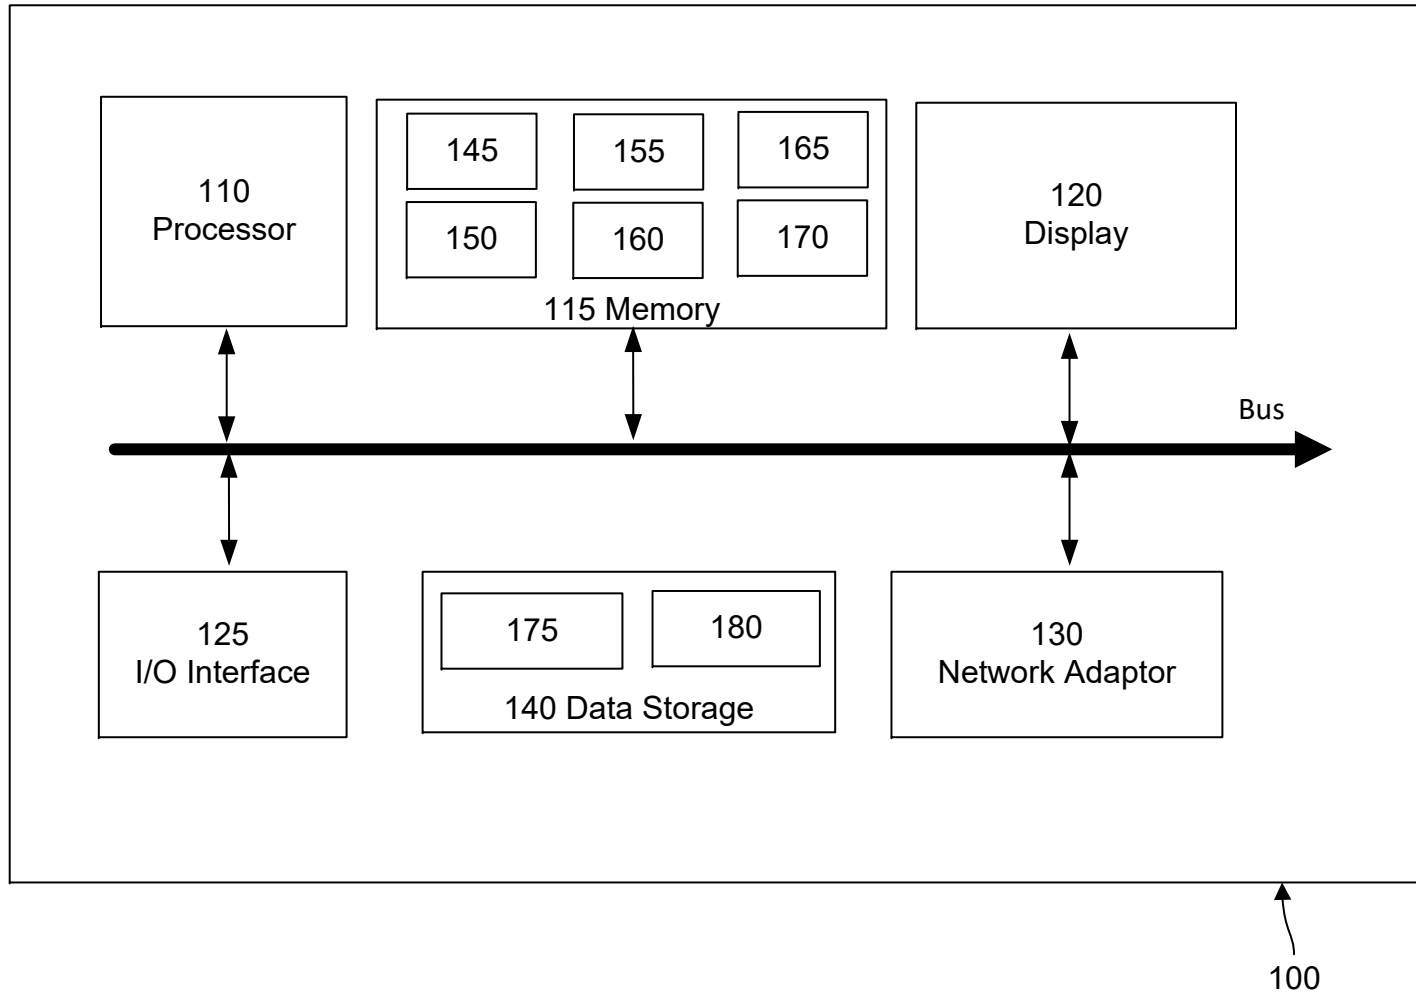 110
Processor
145
155
165
150
160
170
115 Memory
120
Display
Bus
125
I/O Interface
175
180
140 Data Storage
130
Network Adaptor
100